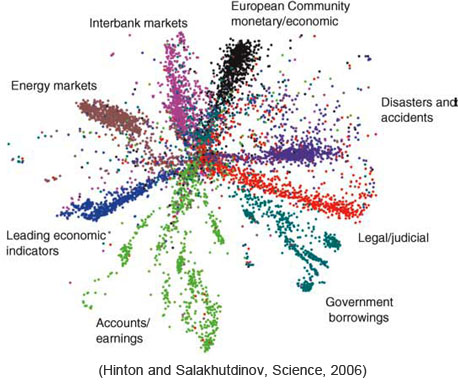 European Community
monetary/economic
Interbank markets
Energy markets
Disasters and
accidents
Leading economic
indicators
Legal/judicial
Government
borrowings
Accounts/
earnings
(Hinton and Salakhutdinov, Science, 2006)